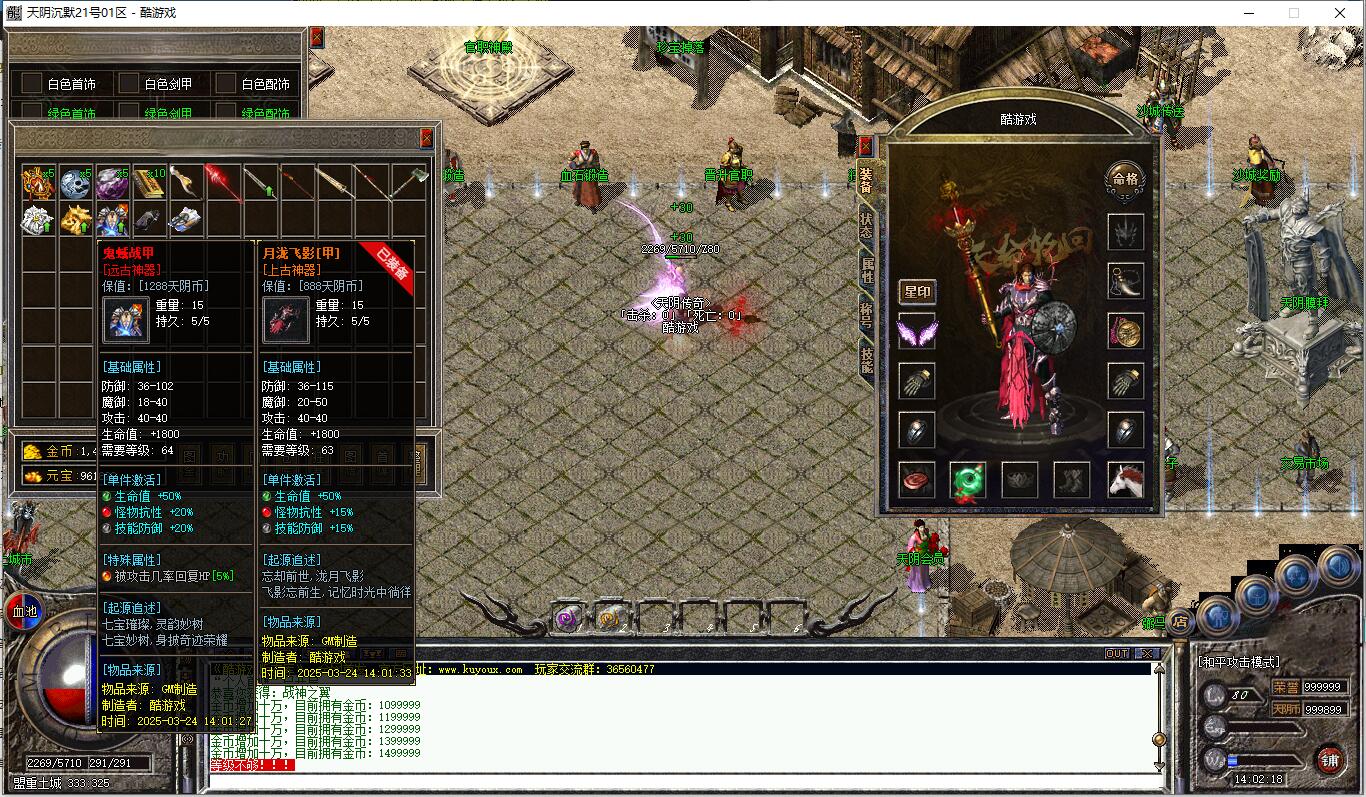 天阴沉默21号01区 - 酷游戏
白色首饰
白色剑甲
白色配饰
绿色首饰
绿色剑甲
绿色配饰
x5
x5
x5
x10
鬼蛾战甲
[远古神器]
保值：[1288天阴币]
重量：15
持久：5/5
[基础属性]
防御：36-102
魔御：18-40
攻击：40-40
生命值：+1800
需要等级：64
[单件激活]
生命值 +50%
怪物抗性 +20%
技能防御 +20%
[特殊属性]
被攻击几率回复HP[5%]
[起源追述]
七宝璀璨,灵韵妙树
七宝妙树,身披奇迹荣耀
[物品来源]
物品来源：GM制造
制造者：酷游戏
时间：2025-03-24 14:01:27
月泷飞影[甲]
已装备
[上古神器]
保值：[888天阴币]
重量：15
持久：5/5
[基础属性]
防御：36-115
魔御：20-50
攻击：40-40
生命值：+1800
需要等级：63
[单件激活]
生命值 +50%
怪物抗性 +15%
技能防御 +15%
[起源追述]
忘却前世,泷月飞影
飞影忘前生,记忆时光中徜徉
[物品来源]
物品来源：GM制造
制造者：酷游戏
时间：2025-03-24 14:01:33
金币：1,4
元宝：961
官职神殿
珍宝掉落
沙城传送
锻造
血石锻造
晋升官职
沙城奖励
+30
+30
2269/5710/Z80
<天阴传奇>
「击杀：0」「死亡：0」
酷游戏
酷游戏
装备
状态
属性
称号
技能
命格
星印
天阴膜拜
交易市场
天阴会员
城市
血池
2269/5710
291/291
盟重土城 333:325
址：www.kuyoux.com 玩家交流群：36560477
得：战神之翼
金币增加十万，目前拥有金币：1099999
金币增加十万，目前拥有金币：1199999
金币增加十万，目前拥有金币：1299999
金币增加十万，目前拥有金币：1399999
金币增加十万，目前拥有金币：1499999
等级不够！！！
OUT
店
[和平攻击模式]
Lv
80
荣誉
999999
天阴币
999899
铺
14:02:18